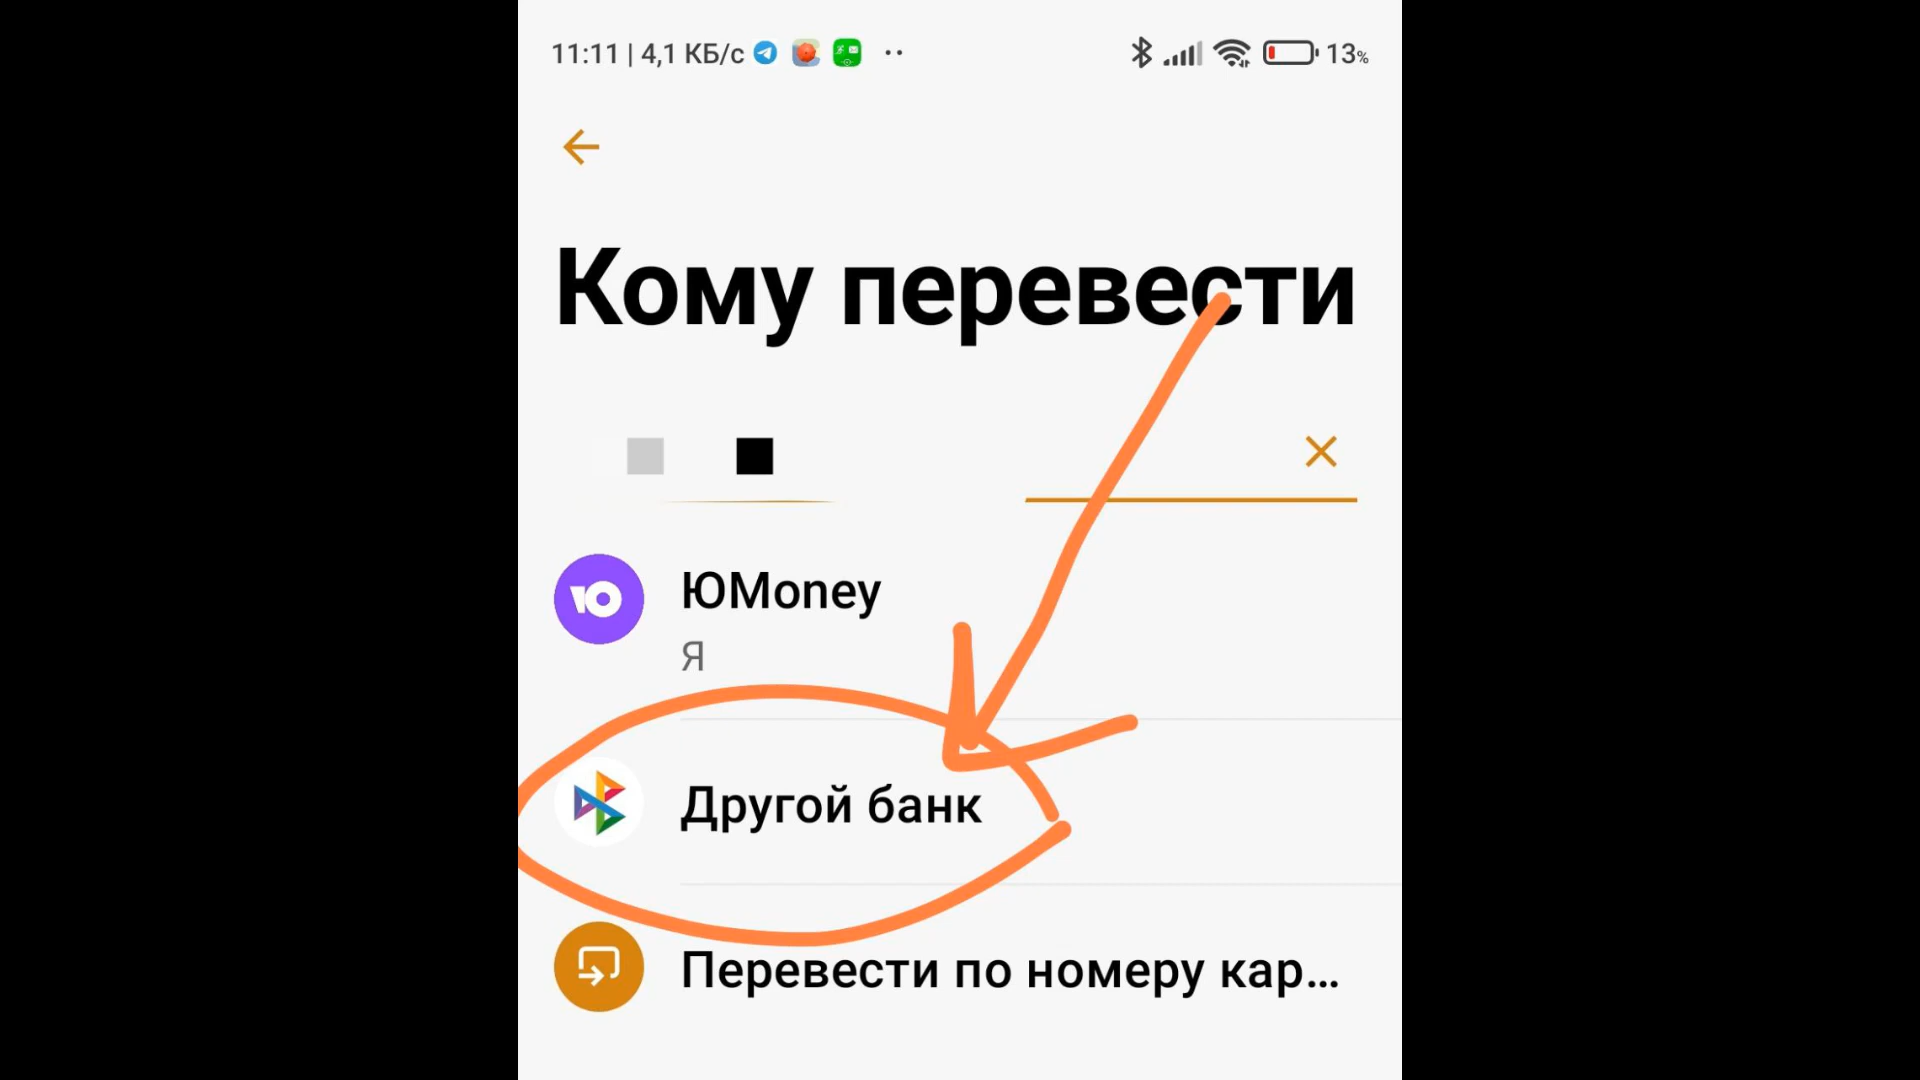 11:11 | 4,1 КБ/с 13%
Кому перевести
ЮMoney
Я
Другой банк
Перевести по номеру кар...